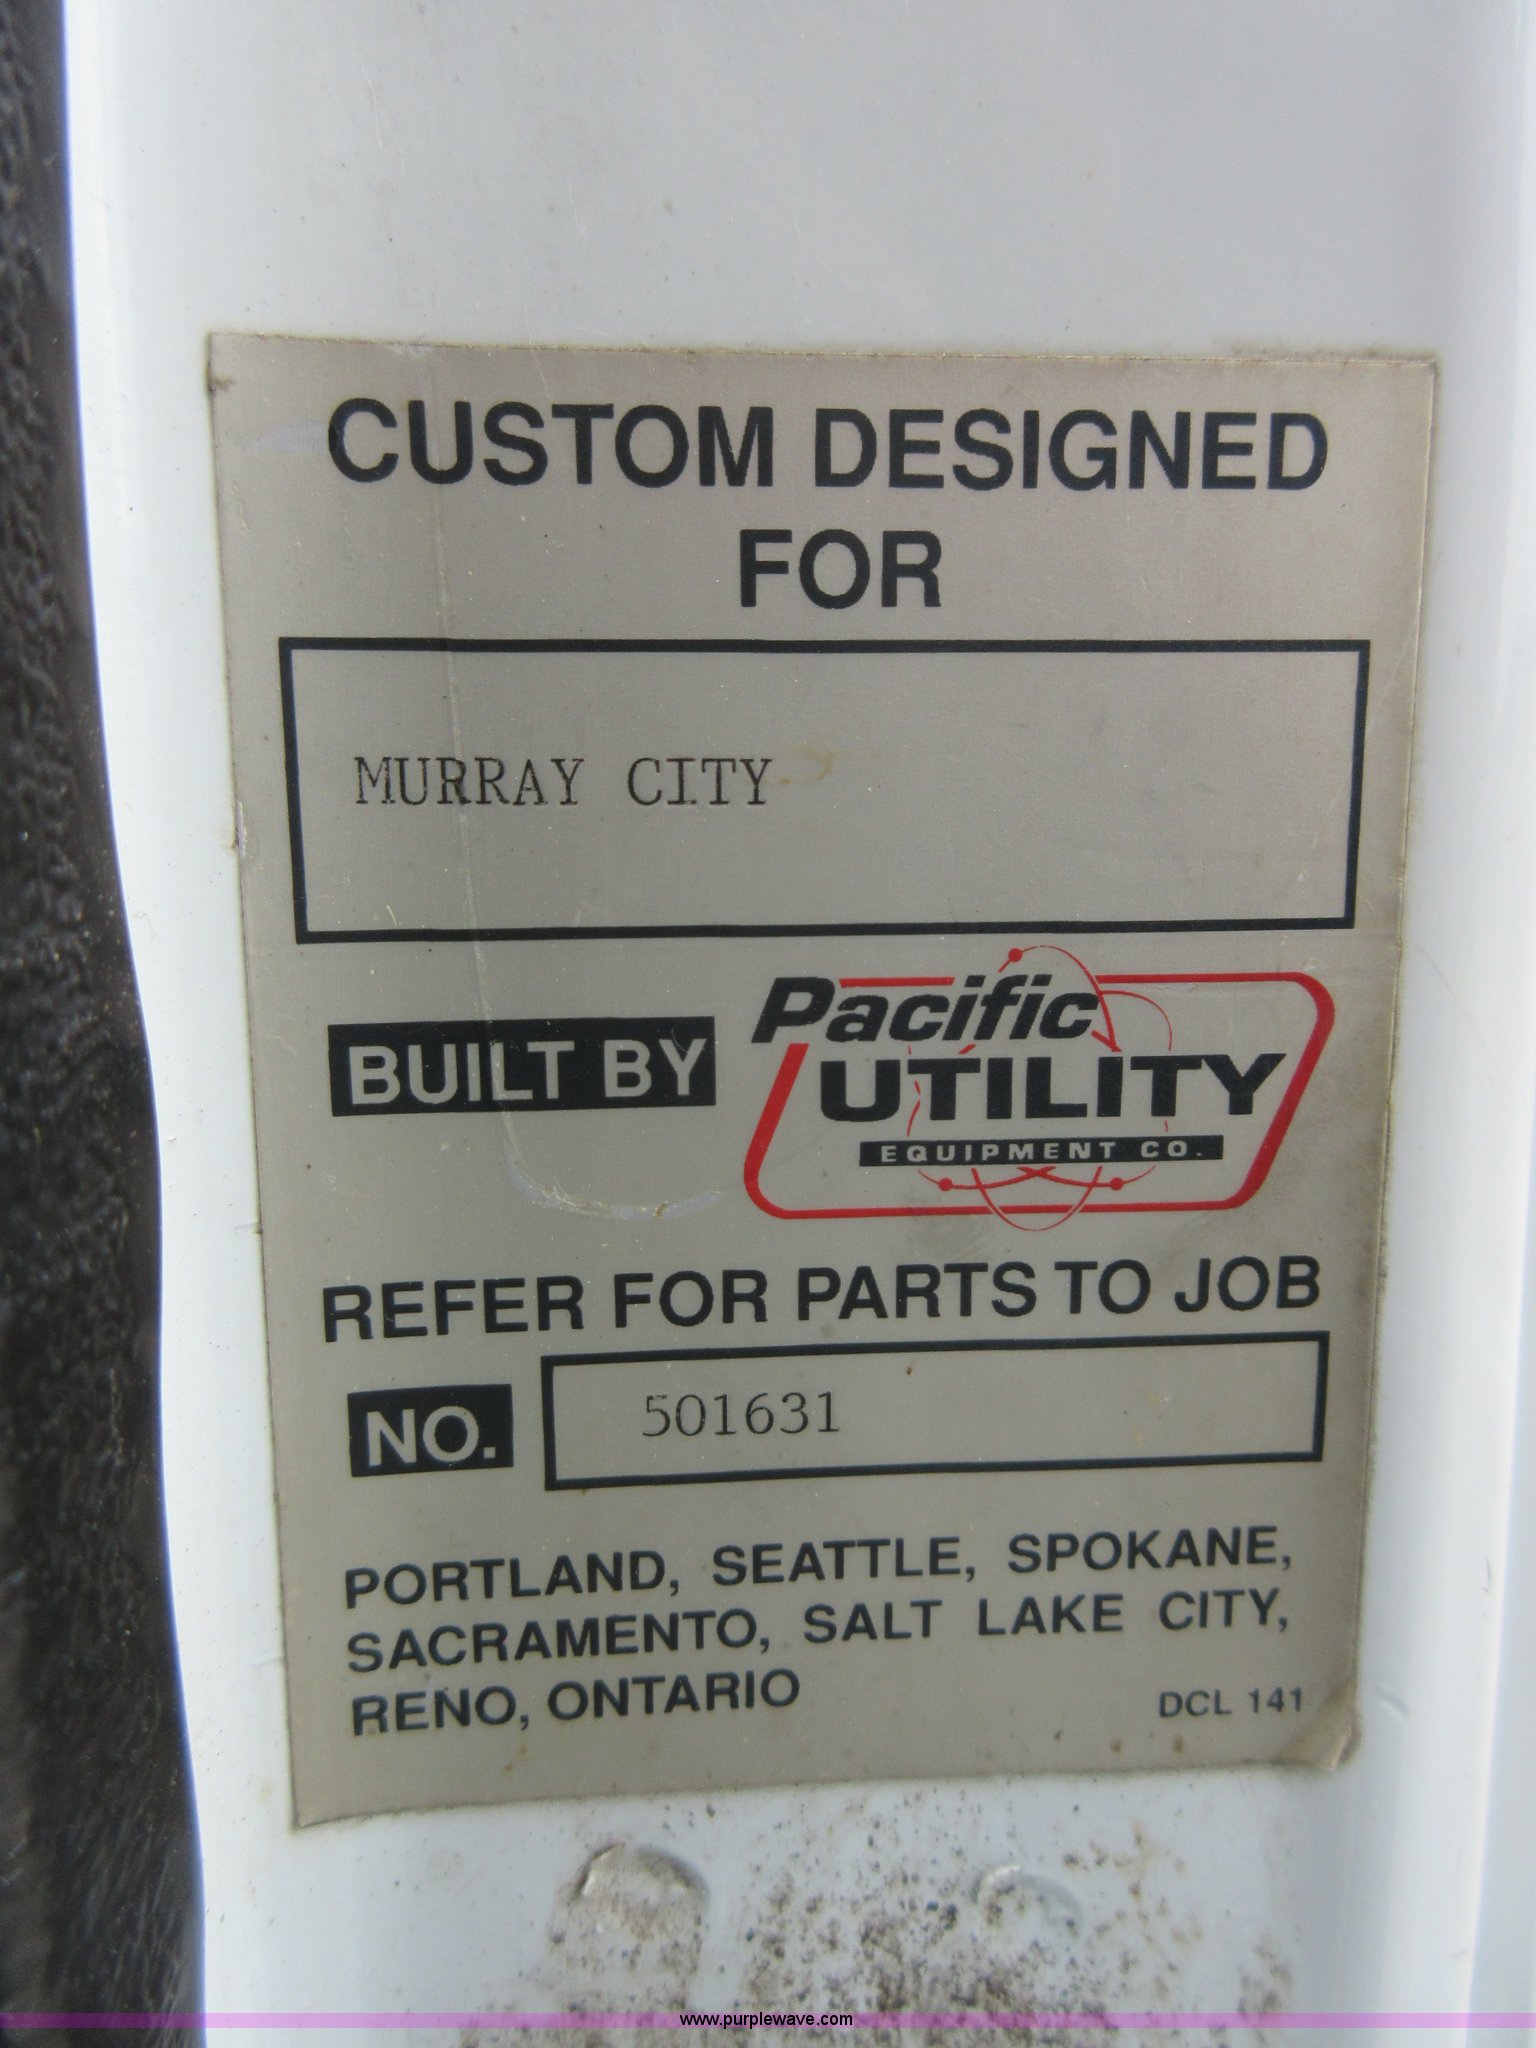 CUSTOM DESIGNED
FOR
MURRAY CITY
BUILT BY
Pacific
UTILITY
EQUIPMENT CO.
REFER FOR PARTS TO JOB
NO. 501631
PORTLAND, SEATTLE, SPOKANE,
SACRAMENTO, SALT LAKE CITY,
RENO, ONTARIO
DCL 141
www.purplewave.com